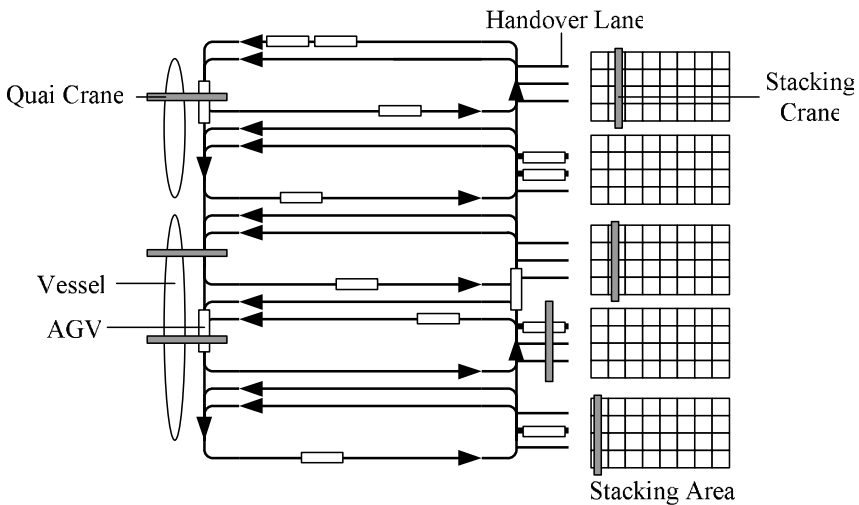 Handover Lane
Quai Crane
Stacking
Crane
Vessel
AGV
Stacking Area